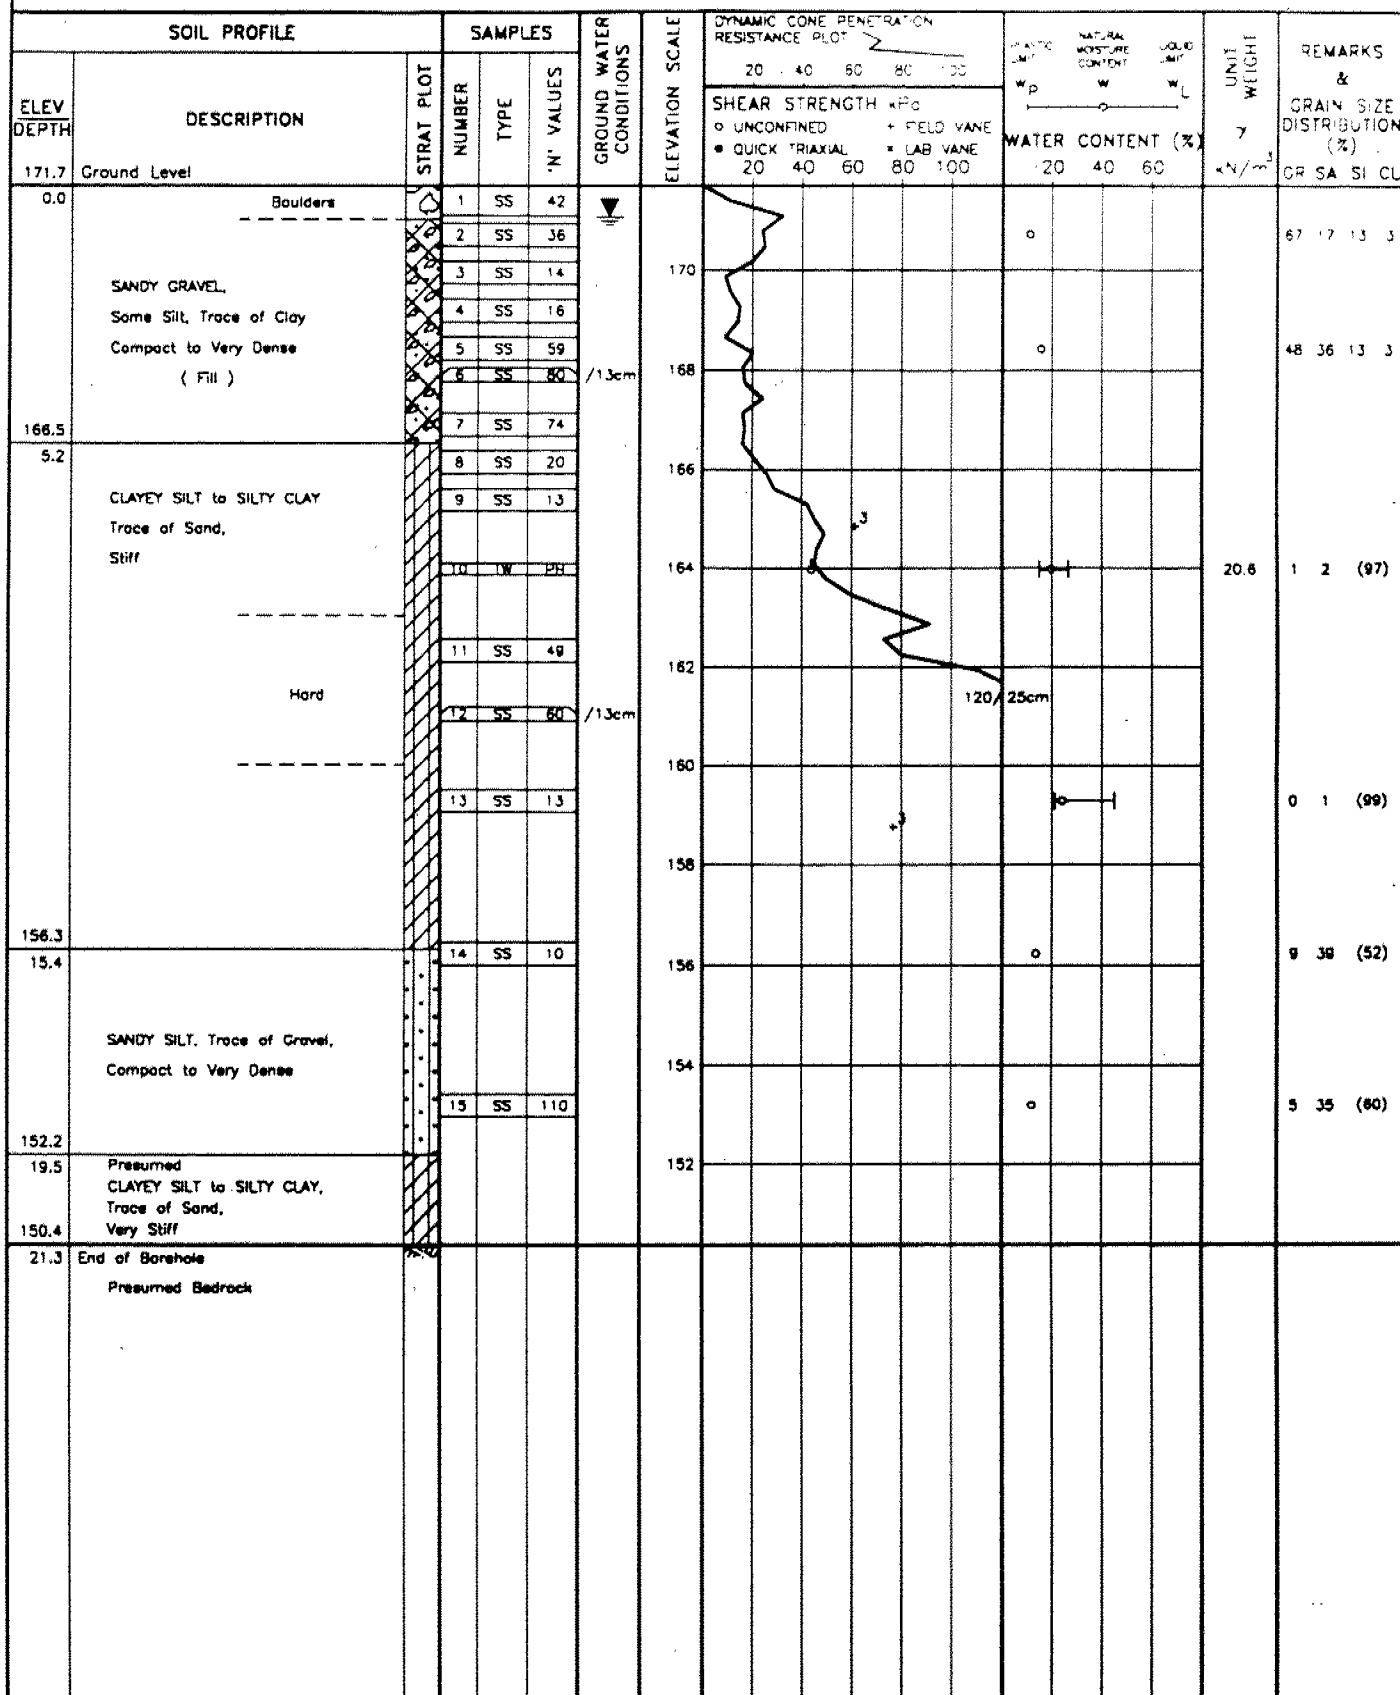 SOIL PROFILE
SAMPLES
GROUND WATER CONDITIONS
ELEVATION SCALE
DYNAMIC CONE PENETRATION
RESISTANCE PLOT
20 40 60 80 100
SHEAR STRENGTH kPa
o UNCONFINED + FIELD VANE
• QUICK TRIAXIAL × LAB VANE
20 40 60 80 100
PLASTIC LIMIT
NATURAL MOISTURE CONTENT
LIQUID LIMIT
Wp W WL
WATER CONTENT (%)
20 40 60
UNIT WEIGHT
γ
kN/m³
REMARKS
&
GRAIN SIZE
DISTRIBUTION
(%)
GR SA SI CL
ELEV
DEPTH
DESCRIPTION
STRAT PLOT
NUMBER
TYPE
'N' VALUES
171.7 Ground Level
0.0 Boulders
1 SS 42
2 SS 36
67 17 13 3
3 SS 14
170
SANDY GRAVEL,
Some Silt, Trace of Clay
4 SS 16
Compact to Very Dense
5 SS 59
48 36 13 3
( Fill )
6 SS 80 /13cm
168
7 SS 74
166.5
5.2
8 SS 20
166
CLAYEY SILT to SILTY CLAY
9 SS 13
Trace of Sand,
+3
Stiff
10 TW PH
164
20.6
1 2 (97)
11 SS 49
162
Hard
120/25cm
12 SS 60 /13cm
160
13 SS 13
0 1 (99)
+3
158
156.3
15.4
14 SS 10
156
9 39 (52)
SANDY SILT, Trace of Gravel,
Compact to Very Dense
154
15 SS 110
5 35 (60)
152.2
19.5
152
Presumed
CLAYEY SILT to SILTY CLAY,
Trace of Sand,
Very Stiff
150.4
21.3 End of Borehole
Presumed Bedrock